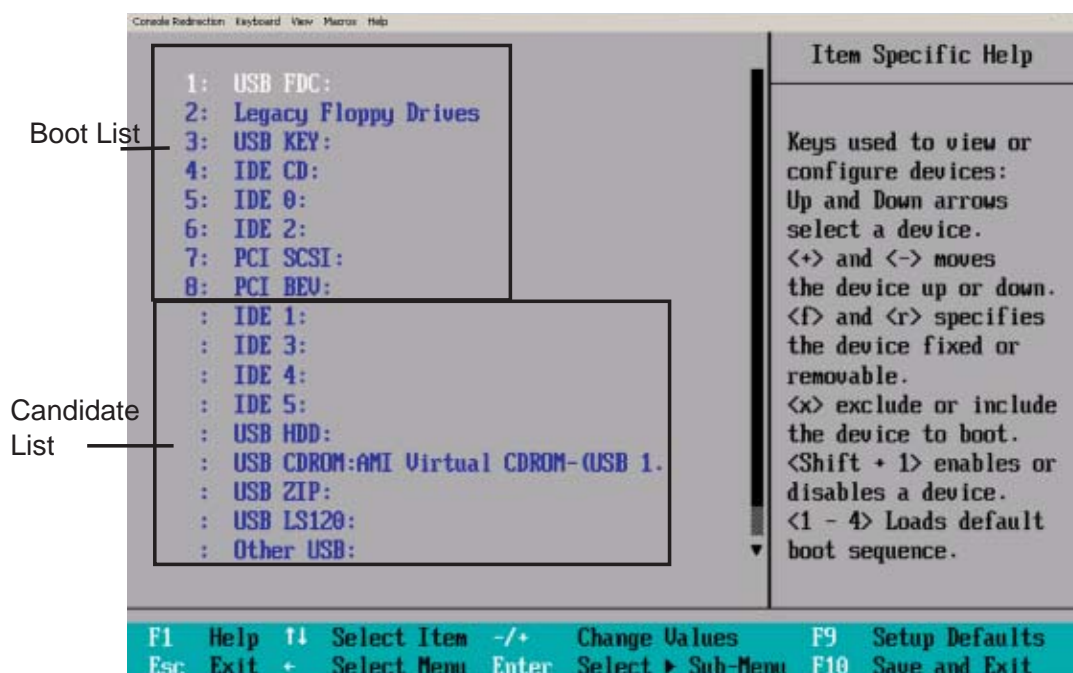 Console Redirection Keyboard View Macros Help
Boot List
1: USB FDC:
2: Legacy Floppy Drives
3: USB KEY:
4: IDE CD:
5: IDE 0:
6: IDE 2:
7: PCI SCSI:
8: PCI BEV:
Candidate
List
: IDE 1:
: IDE 3:
: IDE 4:
: IDE 5:
: USB HDD:
: USB CDROM:AMI Virtual CDROM-(USB 1.
: USB ZIP:
: USB LS120:
: Other USB:
Item Specific Help
Keys used to view or
configure devices:
Up and Down arrows
select a device.
<+> and <-> moves
the device up or down.
<f> and <r> specifies
the device fixed or
removable.
<x> exclude or include
the device to boot.
<Shift + 1> enables or
disables a device.
<1 - 4> Loads default
boot sequence.
F1 Help ↑↓ Select Item -/+ Change Values F9 Setup Defaults
Esc Exit ← Select Menu Enter Select ▶ Sub-Menu F10 Save and Exit